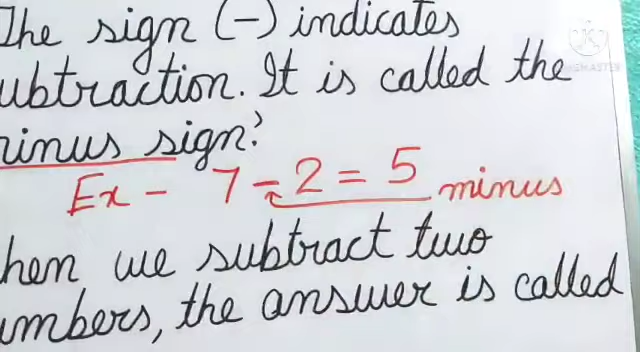 The sign (-) indicates
ubtraction. It is called the
inus sign?
Ex - 7 - 2 = 5 minus
hen we subtract two
umbers, the answer is called